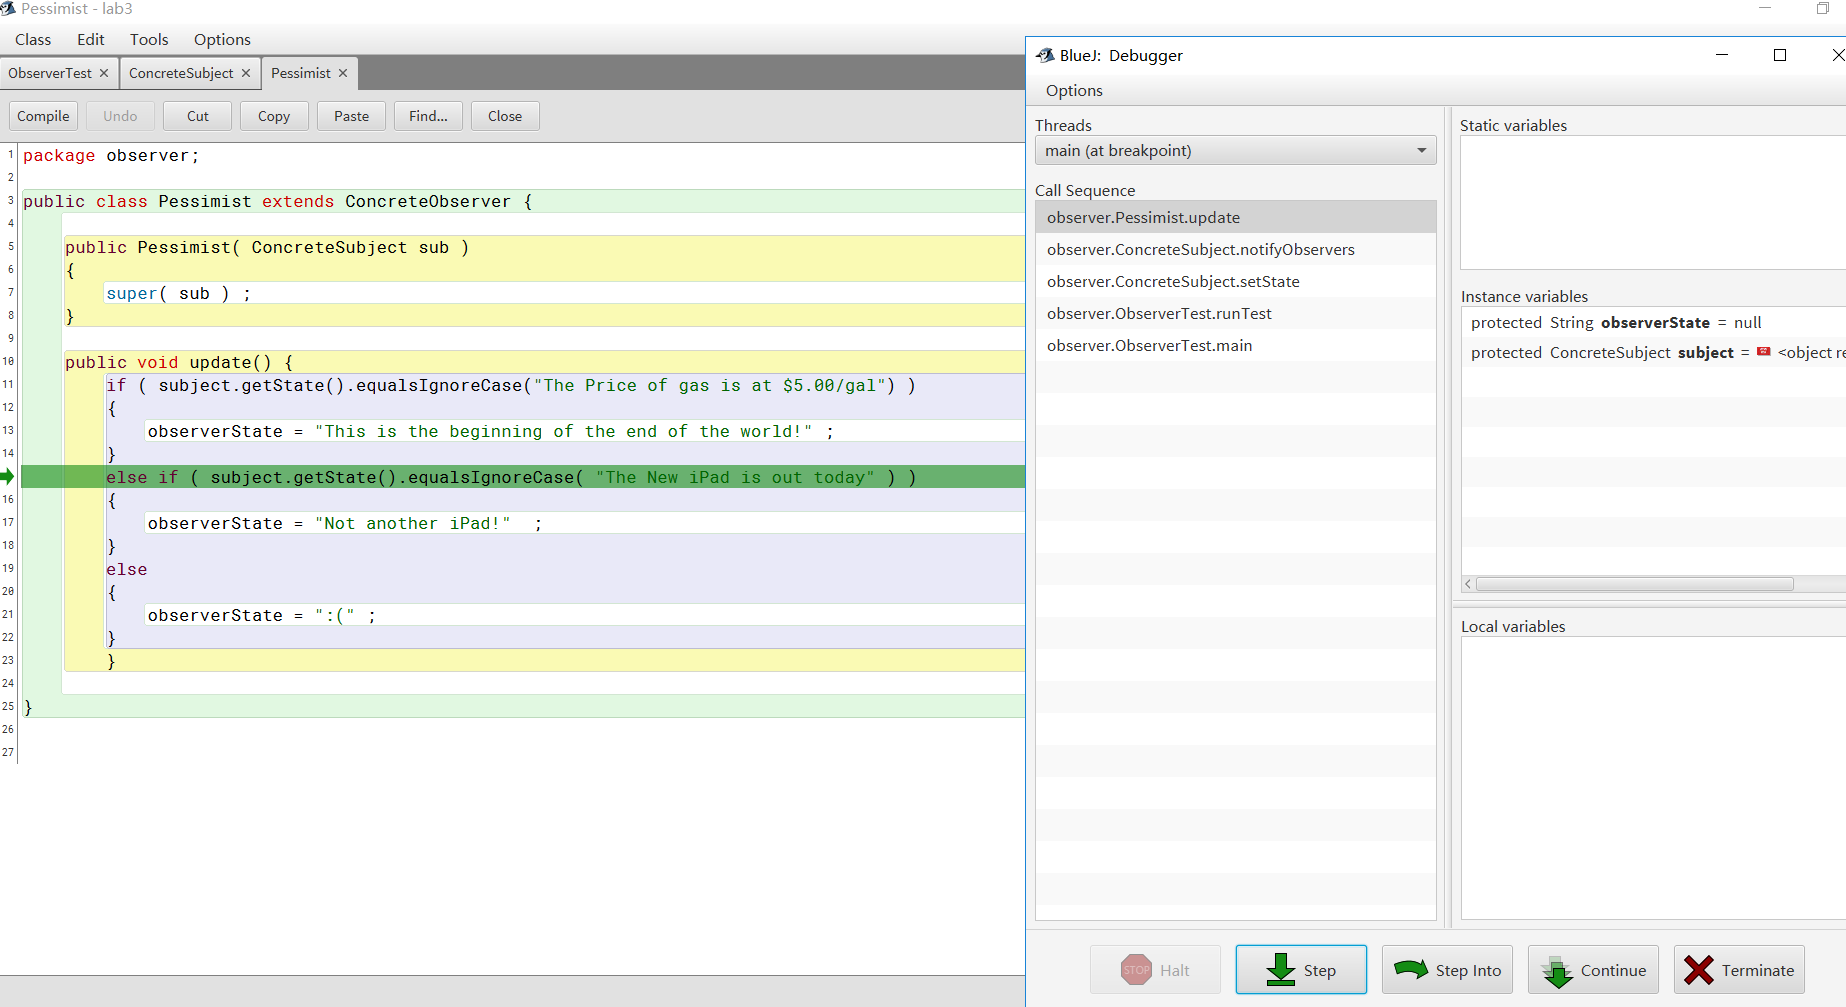 Pessimist - lab3
Class Edit Tools Options
ObserverTest × ConcreteSubject × Pessimist ×
Compile Undo Cut Copy Paste Find... Close
1 package observer;
2
3 public class Pessimist extends ConcreteObserver {
4
5 public Pessimist( ConcreteSubject sub )
6 {
7 super( sub ) ;
8 }
9
10 public void update() {
11 if ( subject.getState().equalsIgnoreCase("The Price of gas is at $5.00/gal") )
12 {
13 observerState = "This is the beginning of the end of the world!" ;
14 }
else if ( subject.getState().equalsIgnoreCase( "The New iPad is out today" ) )
16 {
17 observerState = "Not another iPad!"  ;
18 }
19 else
20 {
21 observerState = ":(" ;
22 }
23 }
24
25 }
26
27
BlueJ: Debugger
Options
Threads
main (at breakpoint)
Call Sequence
observer.Pessimist.update
observer.ConcreteSubject.notifyObservers
observer.ConcreteSubject.setState
observer.ObserverTest.runTest
observer.ObserverTest.main
Static variables
Instance variables
protected String observerState = null
protected ConcreteSubject subject = <object re
Local variables
STOP Halt Step Step Into Continue Terminate